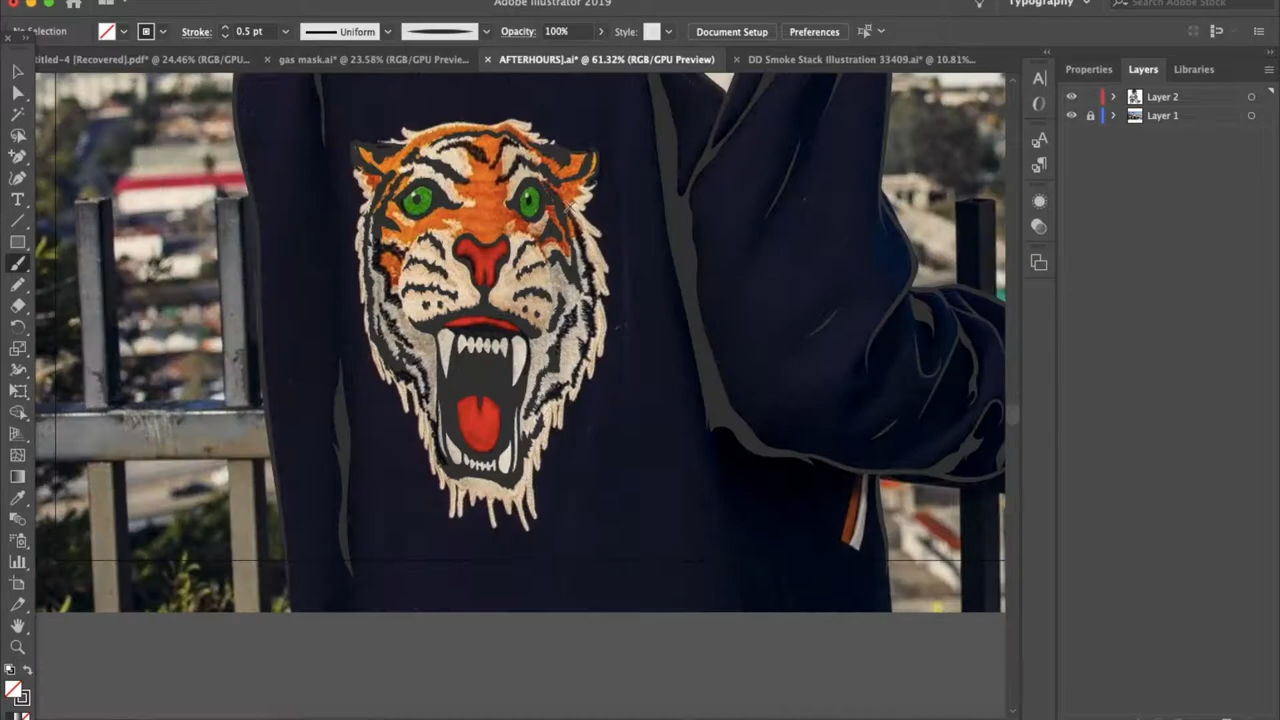 Adobe Illustrator 2019
Typography
Search Adobe Stock
No Selection
Stroke:
0.5 pt
Uniform
Opacity:
100%
Style:
Document Setup
Preferences
titled-4 [Recovered].pdf* @ 24.46% (RGB/GPU...
gas mask.ai* @ 23.58% (RGB/GPU Previe...
AFTERHOURS].ai* @ 61.32% (RGB/GPU Preview)
DD Smoke Stack Illustration 33409.ai* @ 10.81%...
Properties
Layers
Libraries
Layer 2
Layer 1